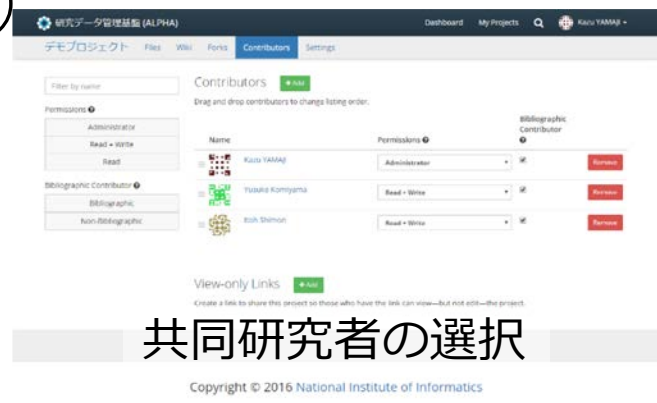 研究データ管理基盤 (ALPHA)
Dashboard My Projects Kazu YAMAJI
デモプロジェクト Files Wiki Forks Contributors Settings
Filter by name
Permissions
Administrator
Read + Write
Read
Bibliographic Contributor
Bibliographic
Non-Bibliographic
Contributors + Add
Drag and drop contributors to change listing order.
Name Permissions Bibliographic Contributor
Kazu YAMAJI Administrator Remove
Yusuke Komiyama Read + Write Remove
Itoh Shimon Read + Write Remove
View-only Links + Add
Create a link to share this project so those who have the link can view—but not edit—the project.
共同研究者の選択
Copyright © 2016 National Institute of Informatics